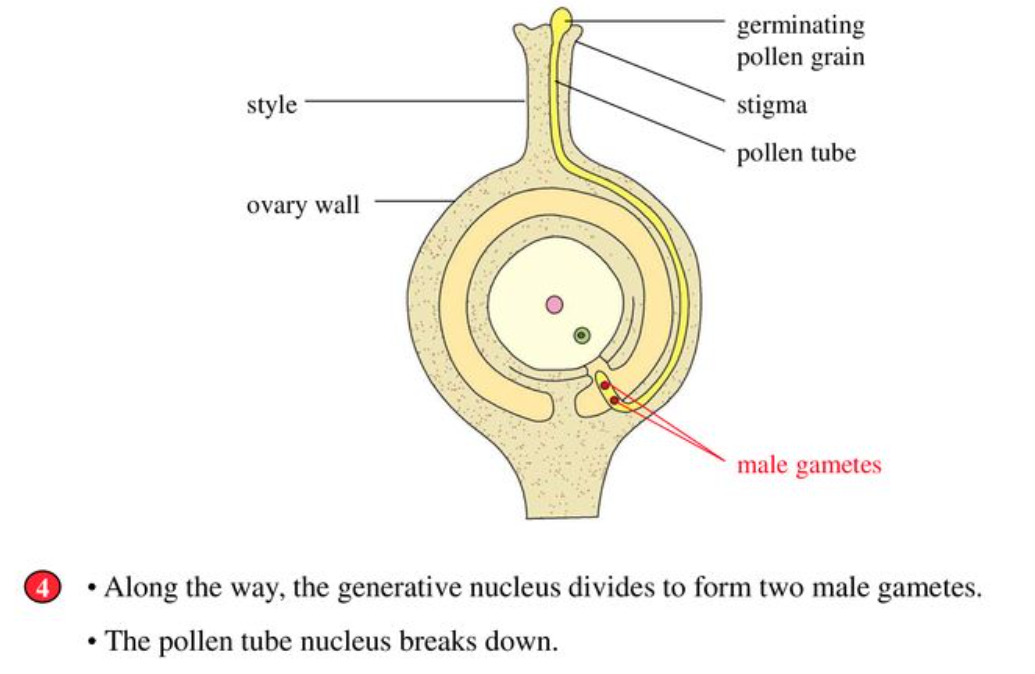 germinating
pollen grain
style
stigma
pollen tube
ovary wall
male gametes
4 • Along the way, the generative nucleus divides to form two male gametes.
• The pollen tube nucleus breaks down.